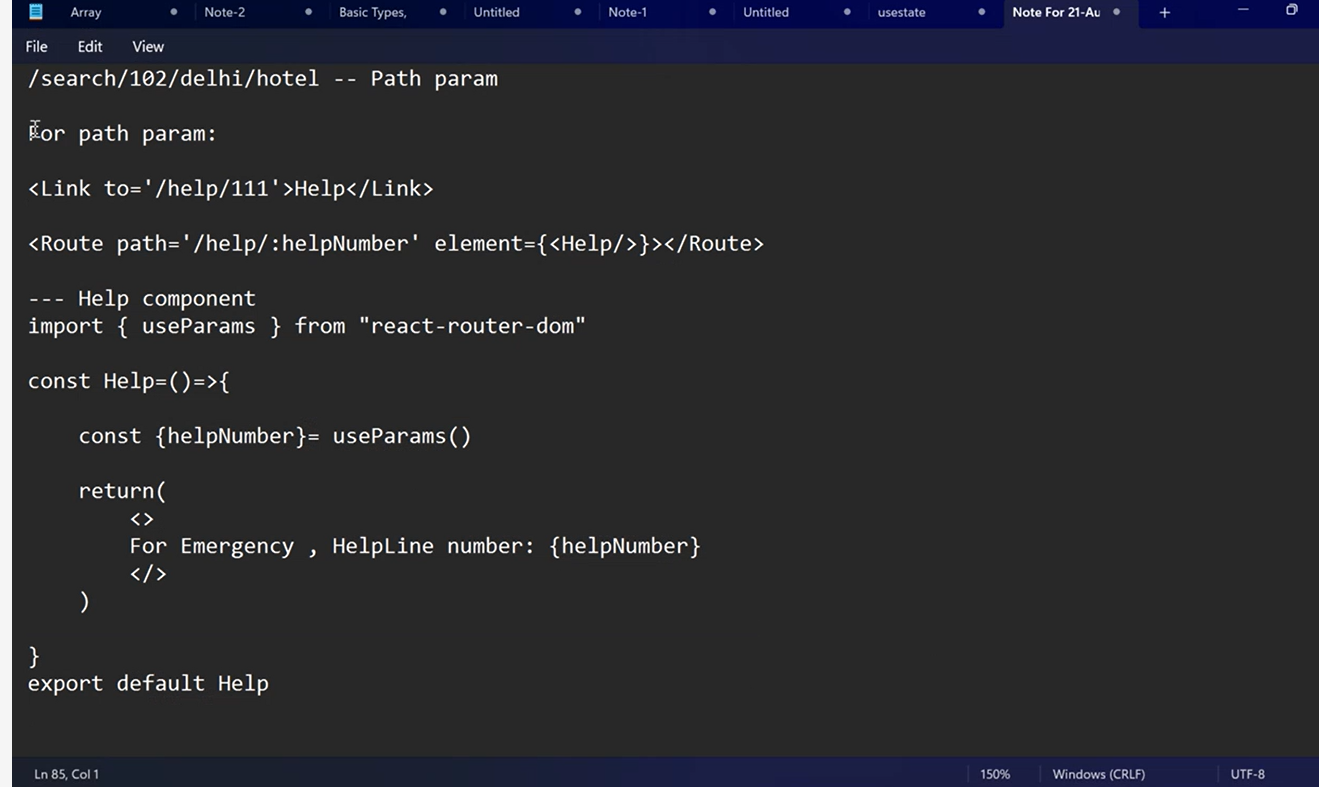 Array
Note-2
Basic Types,
Untitled
Note-1
Untitled
usestate
Note For 21-Au
File Edit View
/search/102/delhi/hotel -- Path param
For path param:
<Link to='/help/111'>Help</Link>
<Route path='/help/:helpNumber' element={<Help/>}></Route>
--- Help component
import { useParams } from "react-router-dom"
const Help=()=>{
    const {helpNumber}= useParams()
    return(
        <>
        For Emergency , HelpLine number: {helpNumber}
        </>
    )
}
export default Help
Ln 85, Col 1
150%
Windows (CRLF)
UTF-8